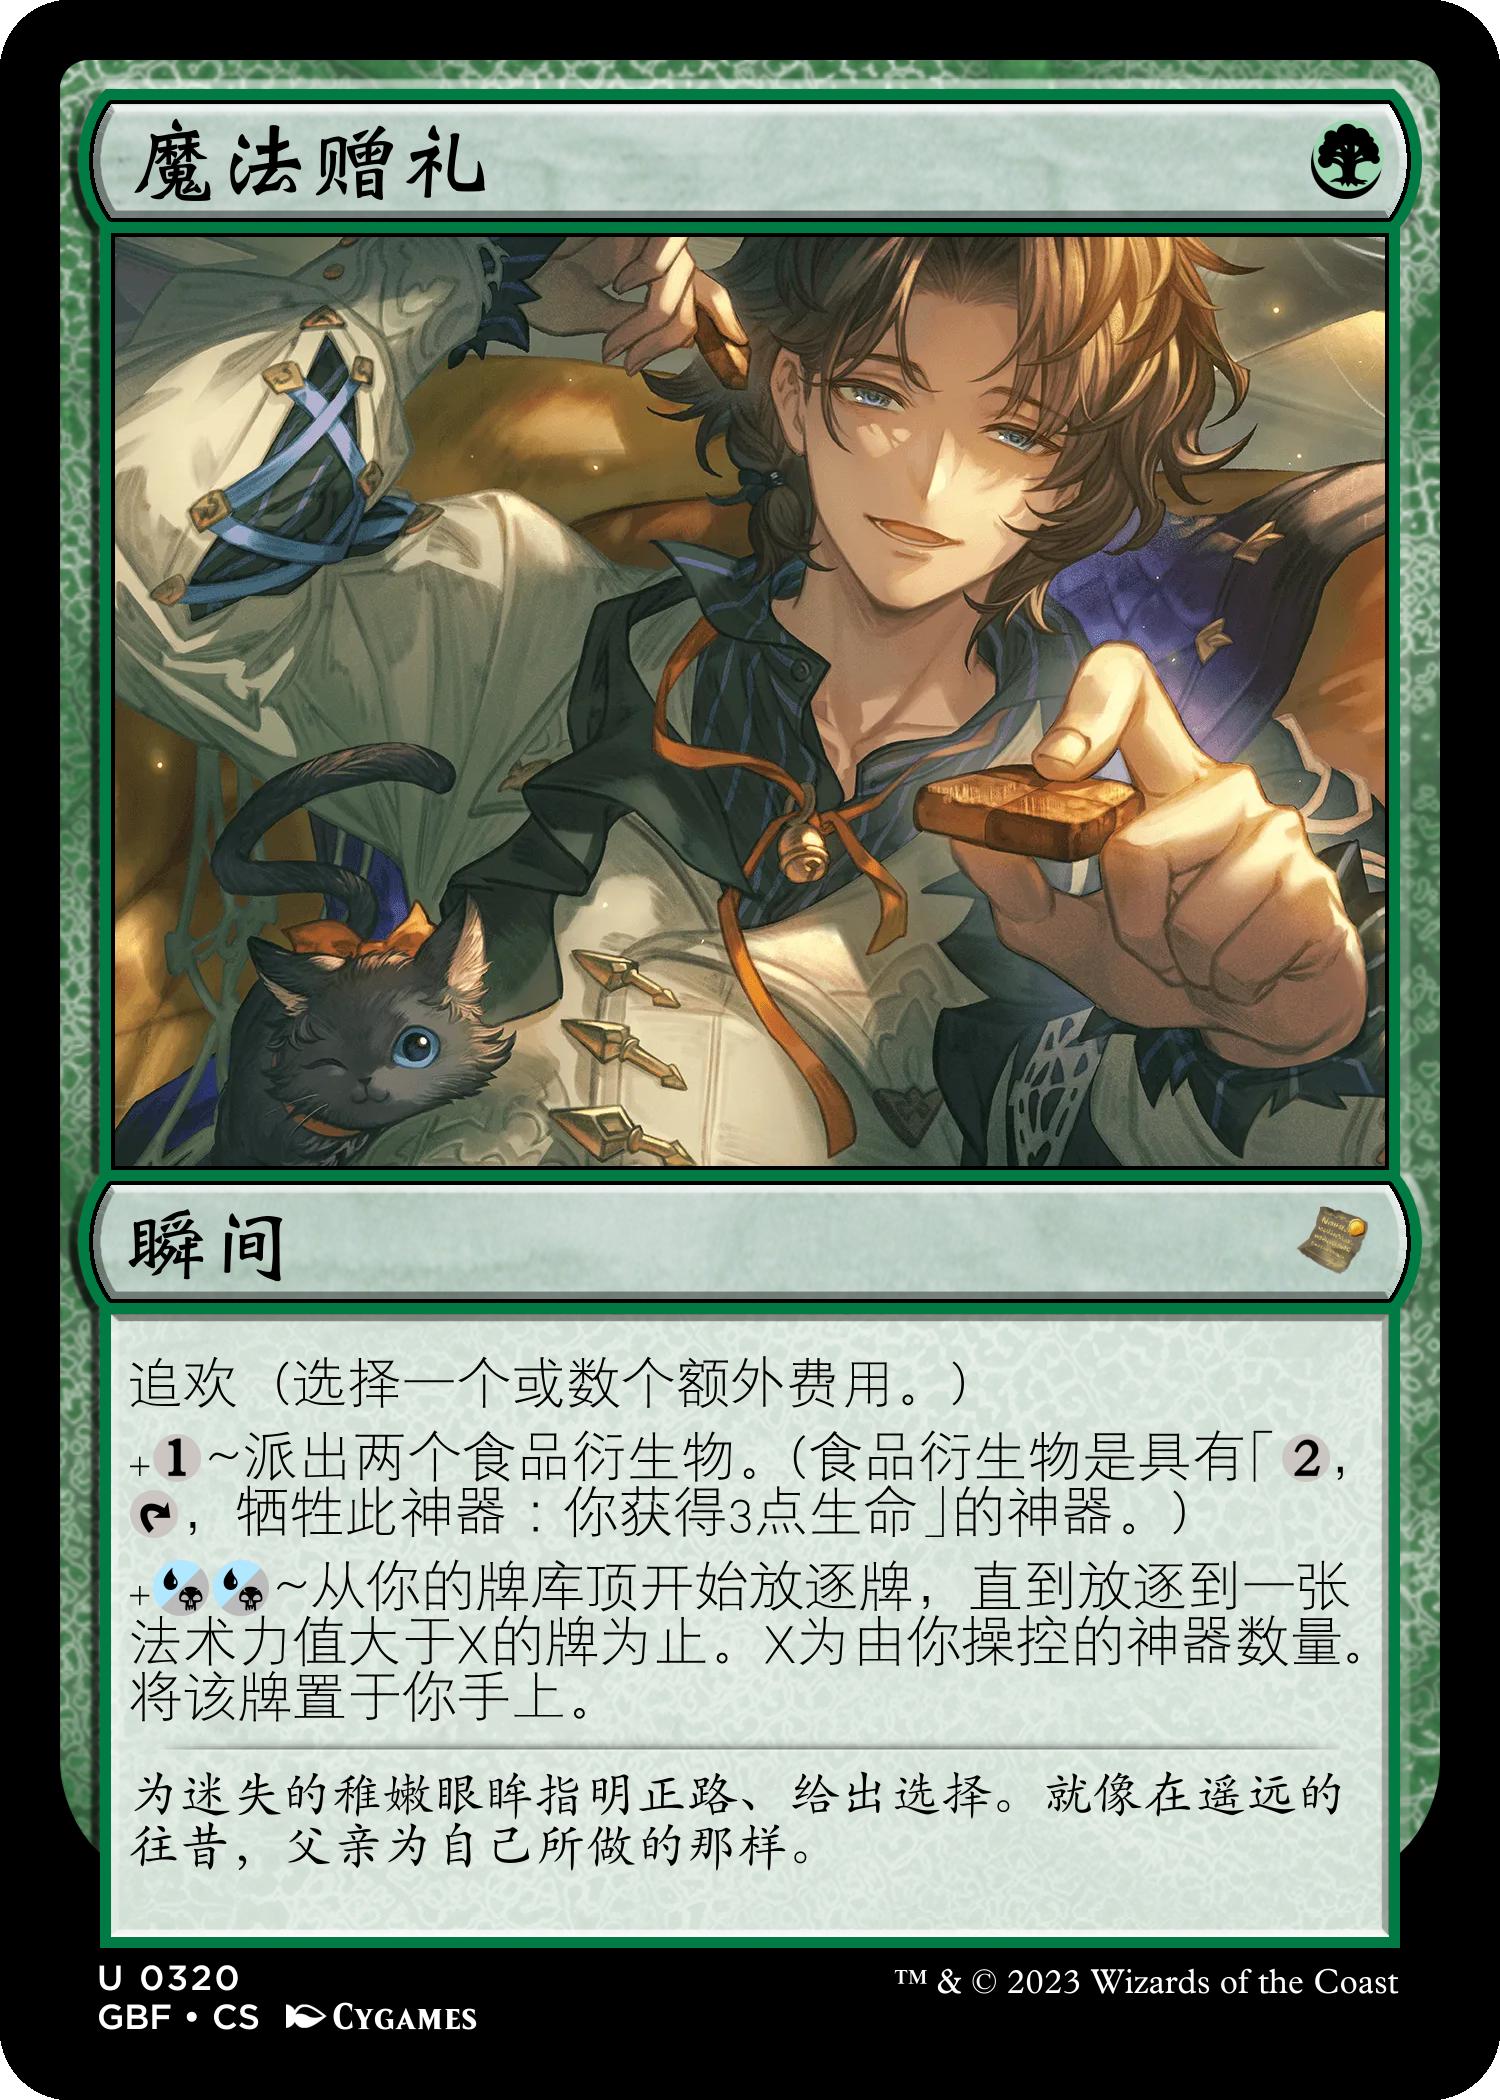 魔法赠礼
瞬间
追欢（选择一个或数个额外费用。）
+1~派出两个食品衍生物。（食品衍生物是具有「2，
，牺牲此神器：你获得3点生命」的神器。）
+~从你的牌库顶开始放逐牌，直到放逐到一张
法术力值大于X的牌为止。X为由你操控的神器数量。
将该牌置于你手上。
为迷失的稚嫩眼眸指明正路、给出选择。就像在遥远的
往昔，父亲为自己所做的那样。
U 0320
GBF • CS CYGAMES
™ & © 2023 Wizards of the Coast